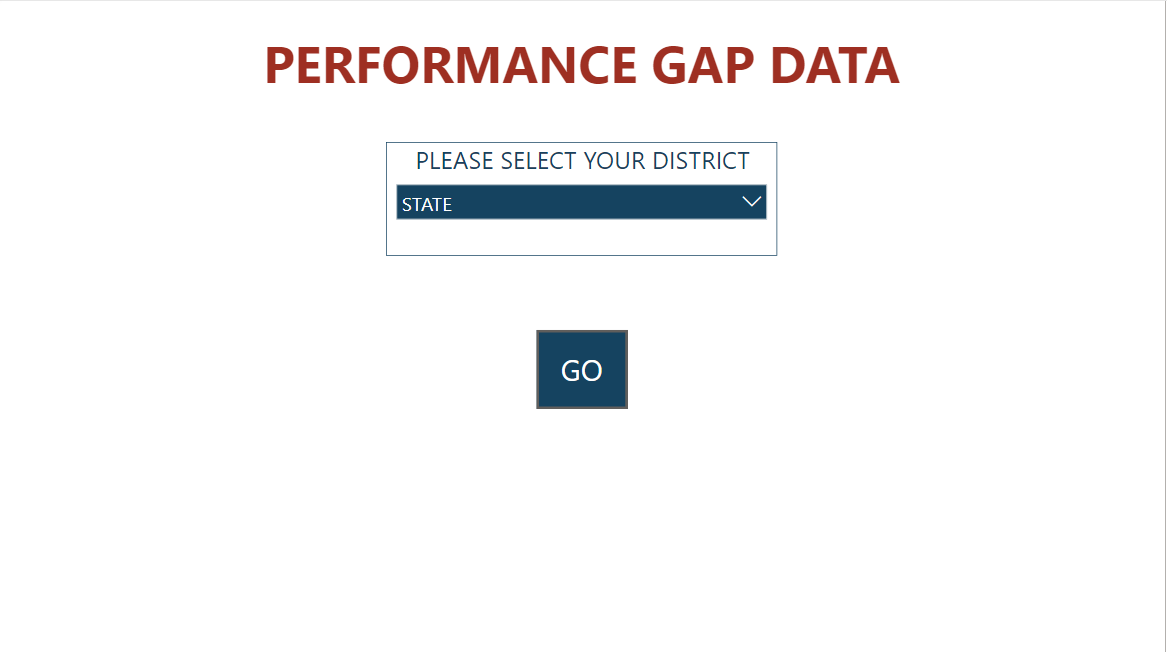 PERFORMANCE GAP DATA
PLEASE SELECT YOUR DISTRICT
STATE
GO